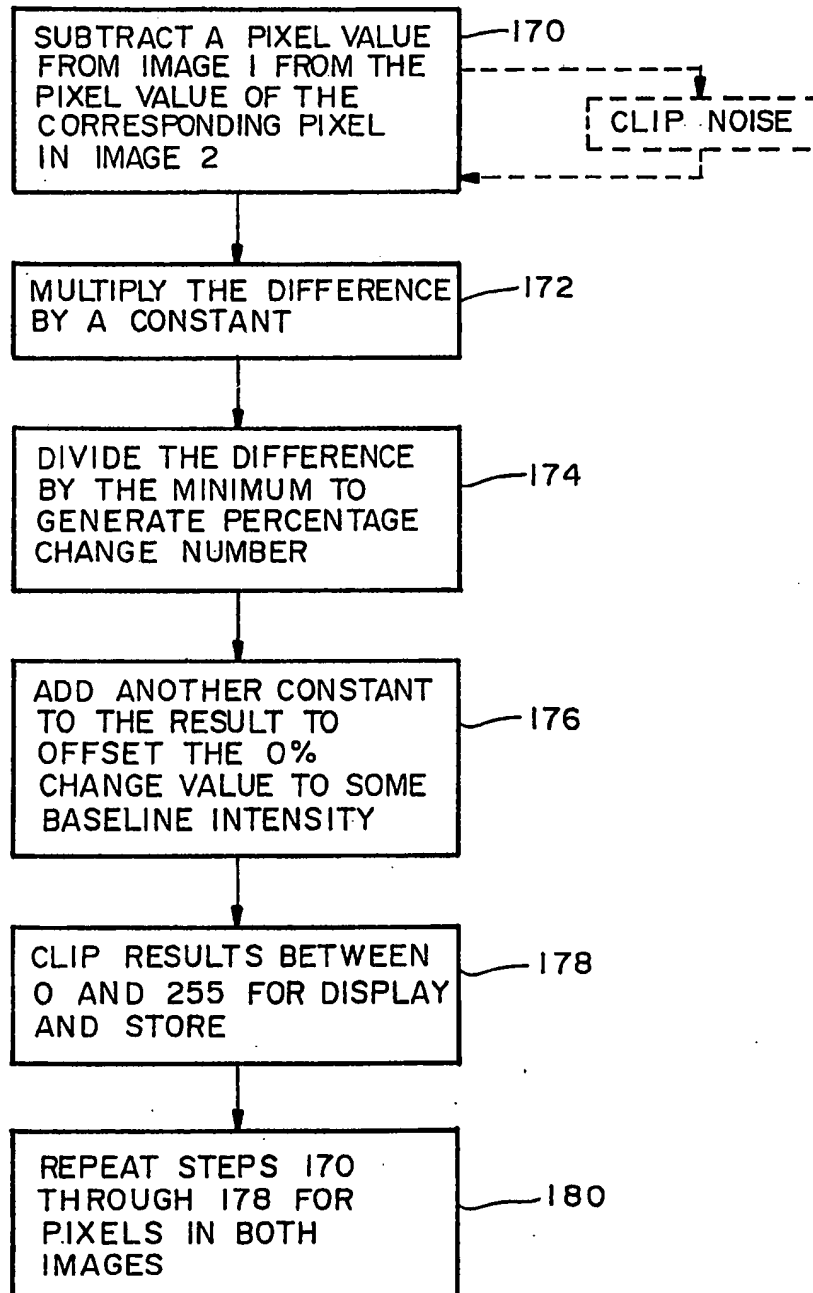 SUBTRACT A PIXEL VALUE
FROM IMAGE 1 FROM THE
PIXEL VALUE OF THE
CORRESPONDING PIXEL
IN IMAGE 2
170
CLIP NOISE
MULTIPLY THE DIFFERENCE
BY A CONSTANT
172
DIVIDE THE DIFFERENCE
BY THE MINIMUM TO
GENERATE PERCENTAGE
CHANGE NUMBER
174
ADD ANOTHER CONSTANT
TO THE RESULT TO
OFFSET THE 0%
CHANGE VALUE TO SOME
BASELINE INTENSITY
176
CLIP RESULTS BETWEEN
0 AND 255 FOR DISPLAY
AND STORE
178
REPEAT STEPS 170
THROUGH 178 FOR
PIXELS IN BOTH
IMAGES
180